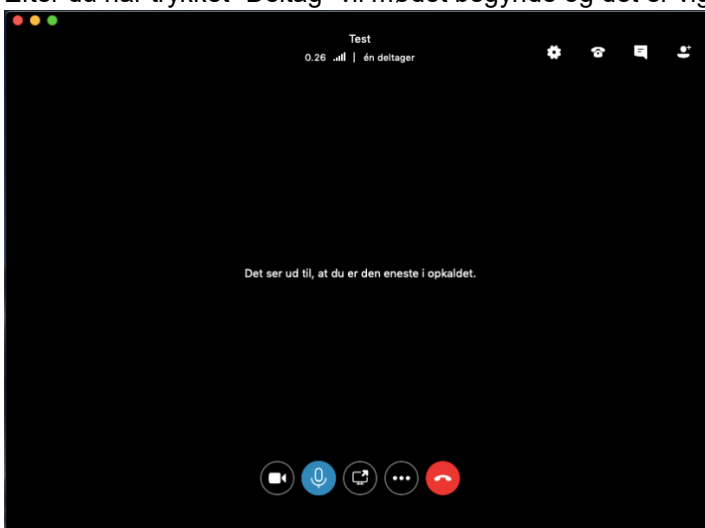 Efter du har trykket "Deltag" vil mødet begynde og det er vig
Test
0.26 | én deltager
Det ser ud til, at du er den eneste i opkaldet.